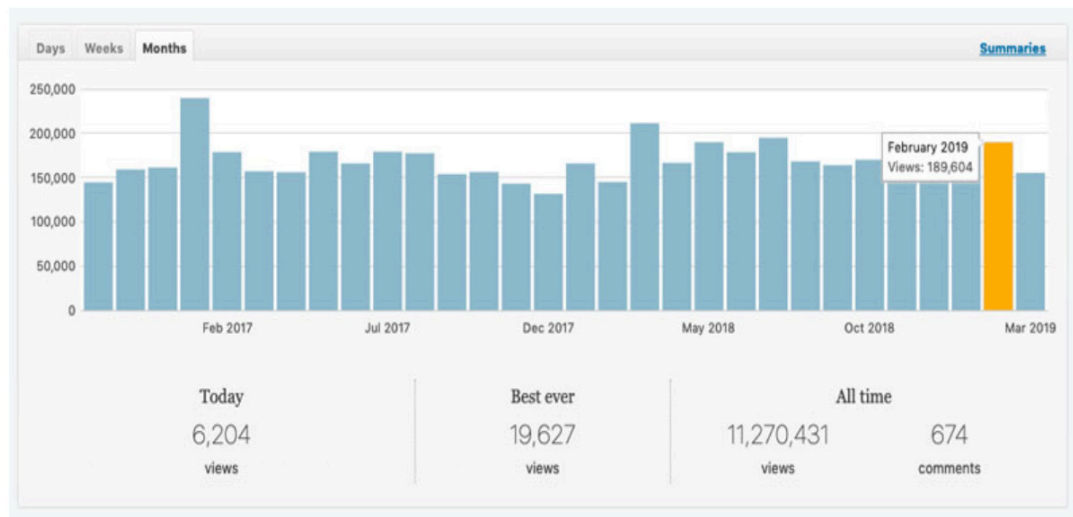 Days Weeks Months Summaries
250,000
200,000
150,000
100,000
50,000
0
February 2019
Views: 189,604
Feb 2017 Jul 2017 Dec 2017 May 2018 Oct 2018 Mar 2019
Today Best ever All time
6,204 19,627 11,270,431 674
views views views comments